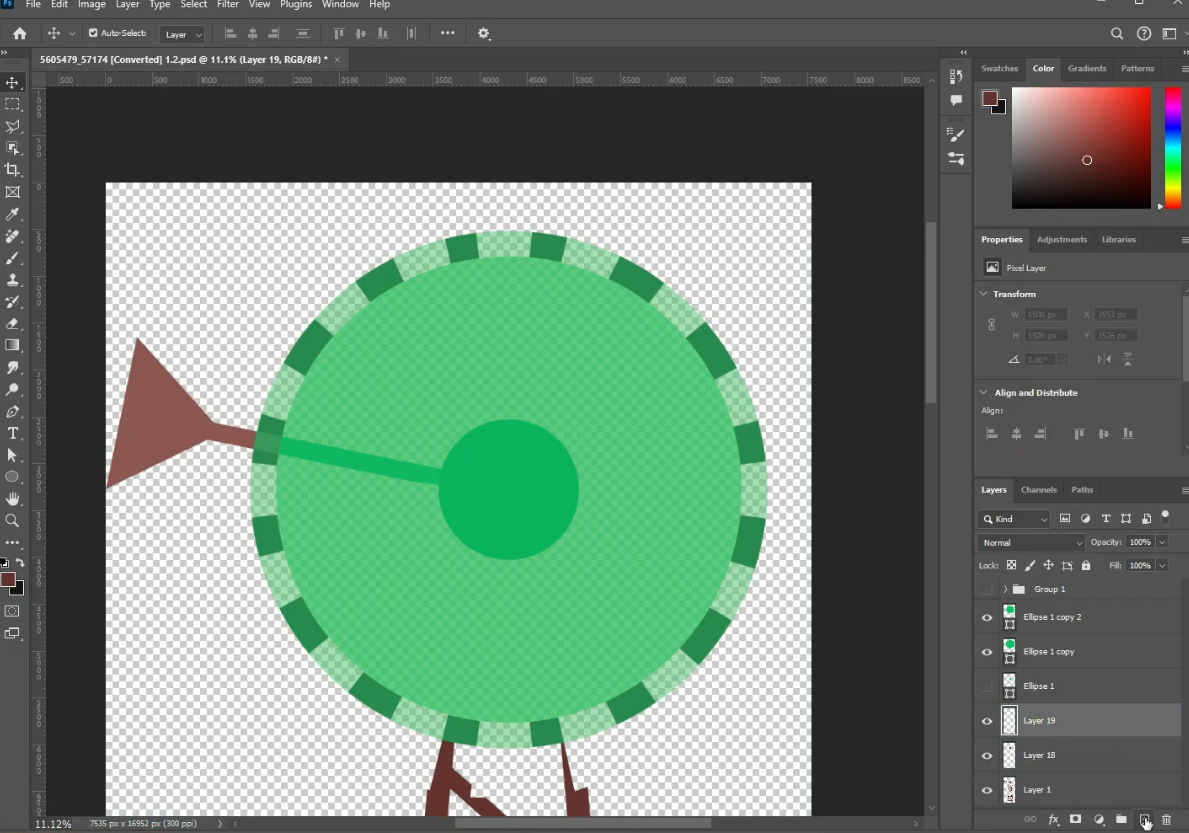 Ps File Edit Image Layer Type Select Filter View Plugins Window Help
Auto-Select: Layer
5605479_57174 [Converted] 1.2.psd @ 11.1% (Layer 19, RGB/8#) * ×
500 0 500 1000 1500 2000 2500 3000 3500 4000 4500 5000 5500 6000 6500 7000 7500 8000 8500
Swatches Color Gradients Patterns
Properties Adjustments Libraries
Pixel Layer
Transform
W 1500 px X 3553 px
H 1500 px Y 2526 px
0.00°
Align and Distribute
Align:
Layers Channels Paths
Kind
Normal Opacity: 100%
Lock: Fill: 100%
Group 1
Ellipse 1 copy 2
Ellipse 1 copy
Ellipse 1
Layer 19
Layer 18
Layer 1
fx
11.12% 7535 px x 16952 px (300 ppi)